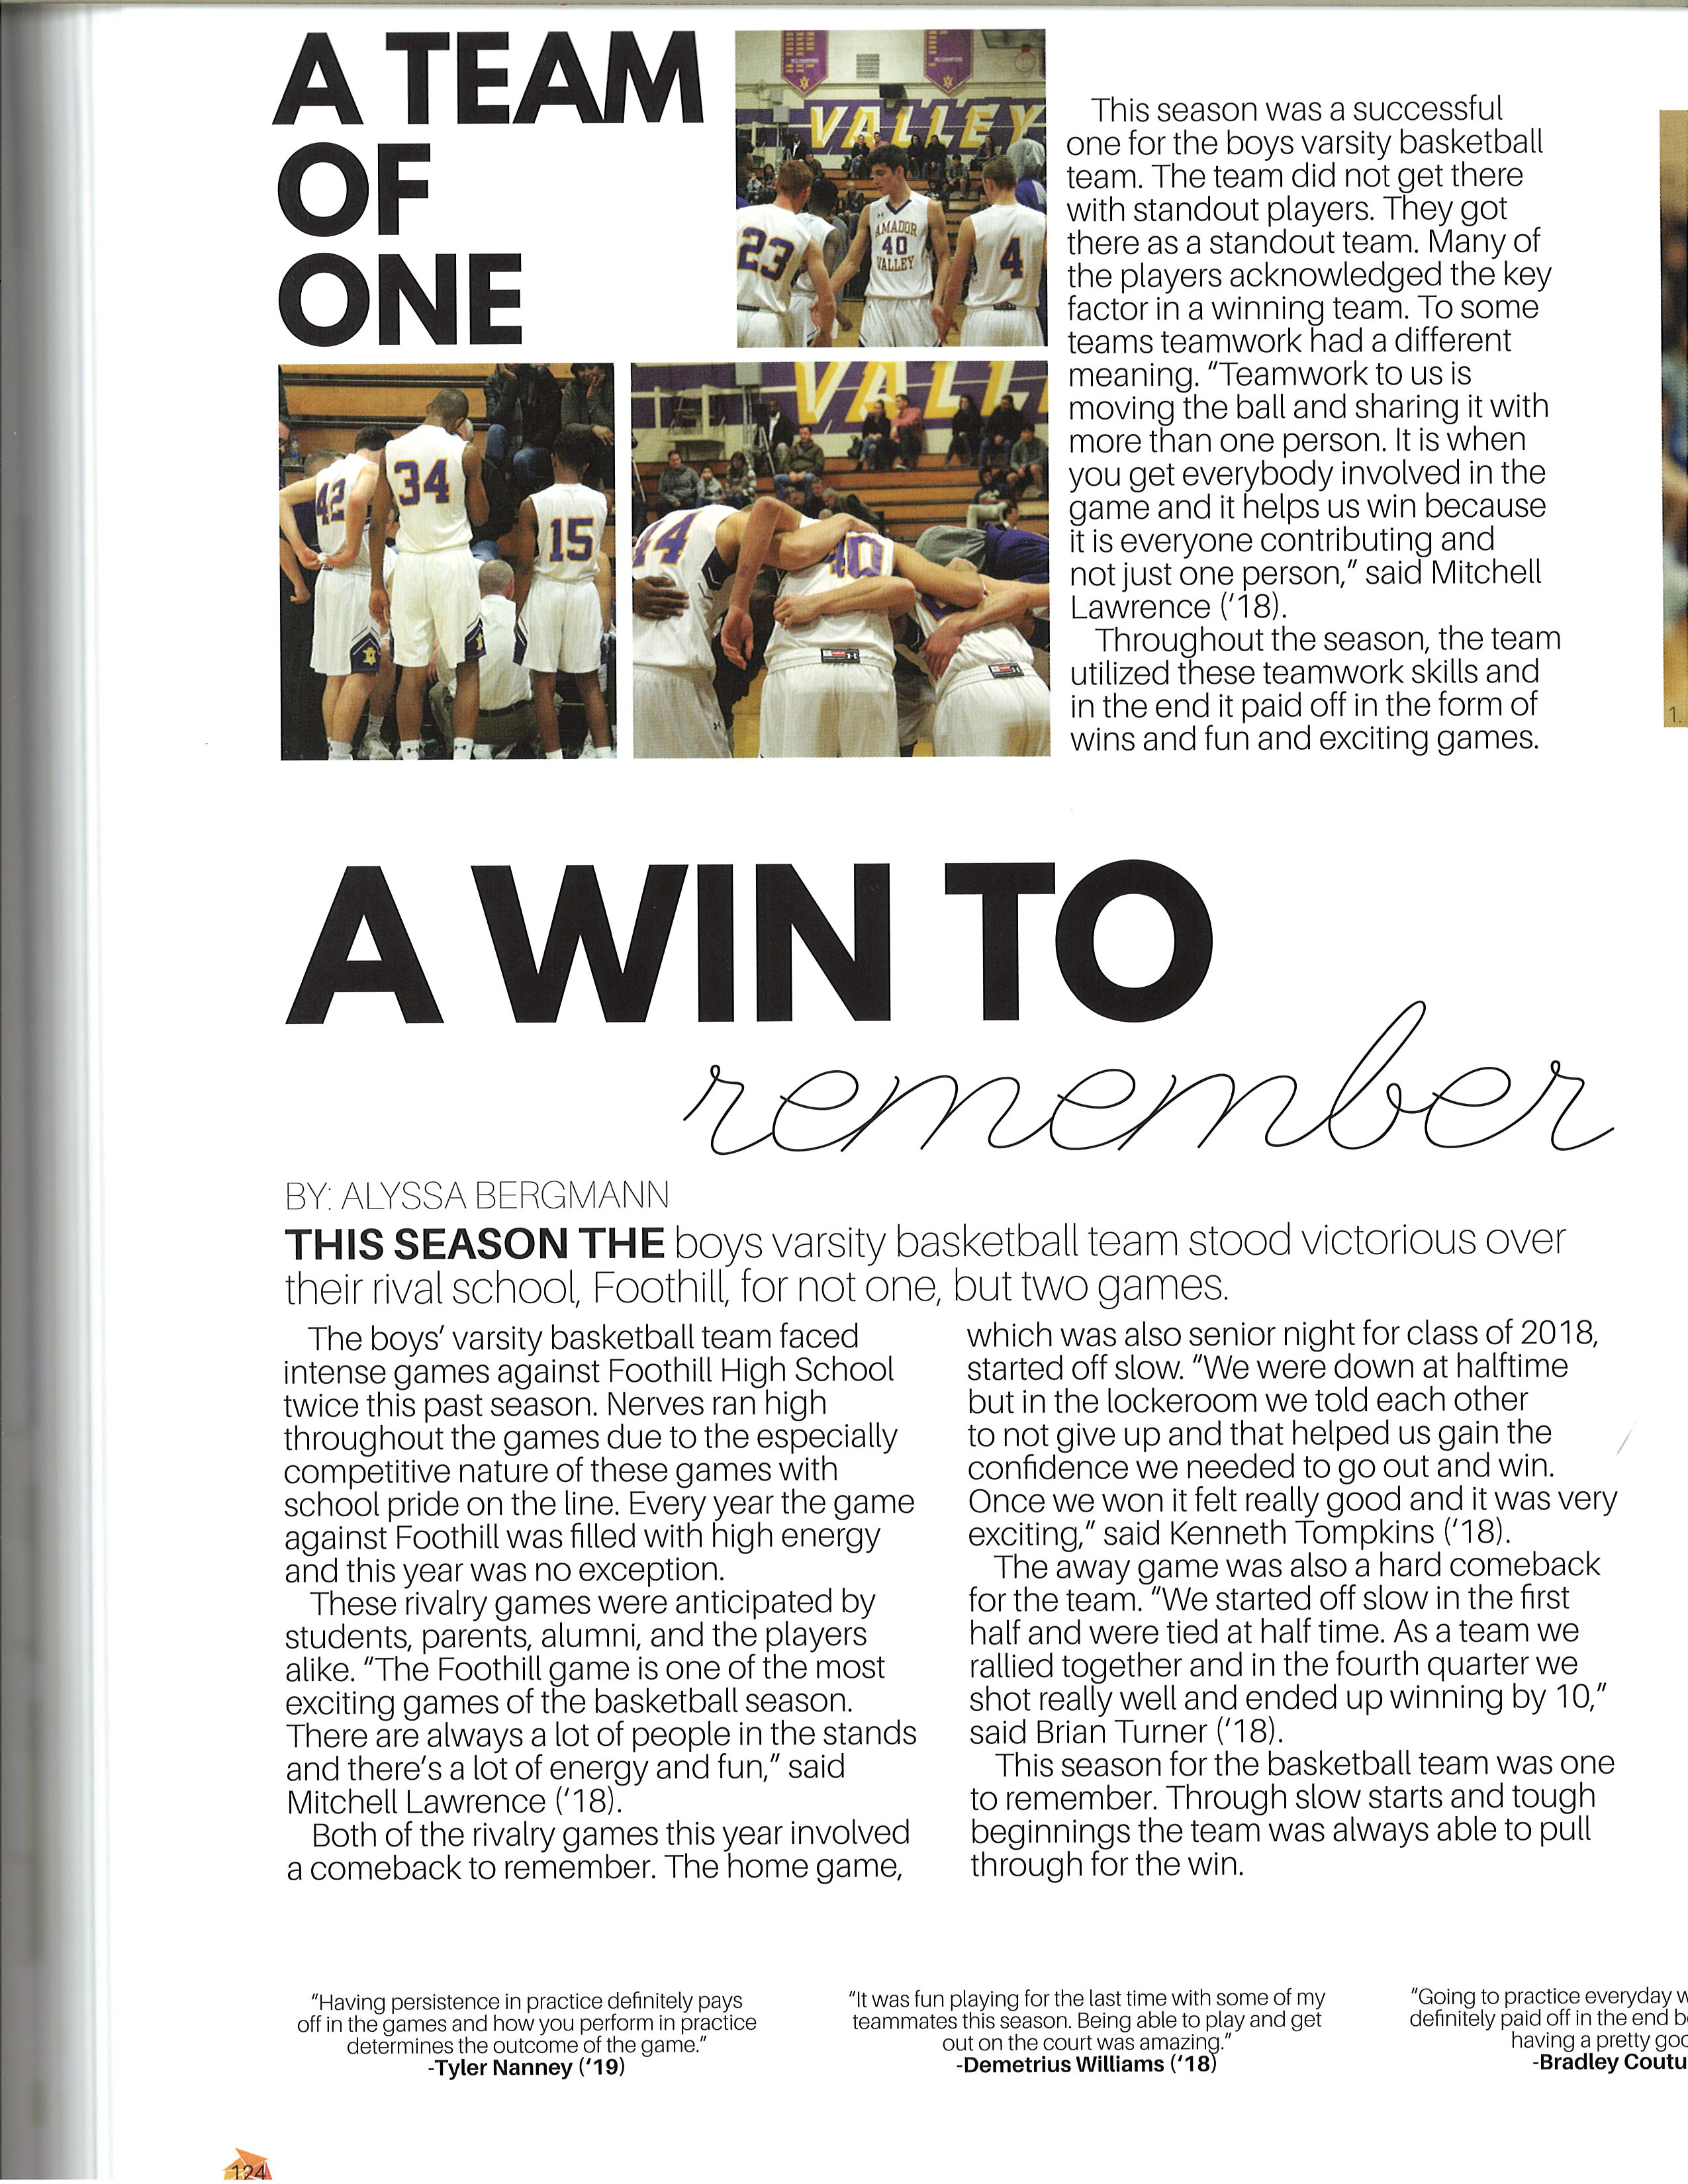 A TEAM
OF
ONE
VALLEY
23
AMADOR
40
VALLEY
4
42
34
15
VALL
44
40
This season was a successful
one for the boys varsity basketball
team. The team did not get there
with standout players. They got
there as a standout team. Many of
the players acknowledged the key
factor in a winning team. To some
teams teamwork had a different
meaning. “Teamwork to us is
moving the ball and sharing it with
more than one person. It is when
you get everybody involved in the
game and it helps us win because
it is everyone contributing and
not just one person,” said Mitchell
Lawrence (‘18).
Throughout the season, the team
utilized these teamwork skills and
in the end it paid off in the form of
wins and fun and exciting games.
1.
A WIN TO
remember
BY: ALYSSA BERGMANN
THIS SEASON THE boys varsity basketball team stood victorious over
their rival school, Foothill, for not one, but two games.
The boys’ varsity basketball team faced
intense games against Foothill High School
twice this past season. Nerves ran high
throughout the games due to the especially
competitive nature of these games with
school pride on the line. Every year the game
against Foothill was filled with high energy
and this year was no exception.
These rivalry games were anticipated by
students, parents, alumni, and the players
alike. “The Foothill game is one of the most
exciting games of the basketball season.
There are always a lot of people in the stands
and there’s a lot of energy and fun,” said
Mitchell Lawrence (‘18).
Both of the rivalry games this year involved
a comeback to remember. The home game,
which was also senior night for class of 2018,
started off slow. “We were down at halftime
but in the lockeroom we told each other
to not give up and that helped us gain the
confidence we needed to go out and win.
Once we won it felt really good and it was very
exciting,” said Kenneth Tompkins (‘18).
The away game was also a hard comeback
for the team. “We started off slow in the first
half and were tied at half time. As a team we
rallied together and in the fourth quarter we
shot really well and ended up winning by 10,”
said Brian Turner (‘18).
This season for the basketball team was one
to remember. Through slow starts and tough
beginnings the team was always able to pull
through for the win.
“Having persistence in practice definitely pays
off in the games and how you perform in practice
determines the outcome of the game.”
-Tyler Nanney (‘19)
“It was fun playing for the last time with some of my
teammates this season. Being able to play and get
out on the court was amazing.”
-Demetrius Williams (‘18)
“Going to practice everyday w
definitely paid off in the end b
having a pretty goo
-Bradley Coutu
124